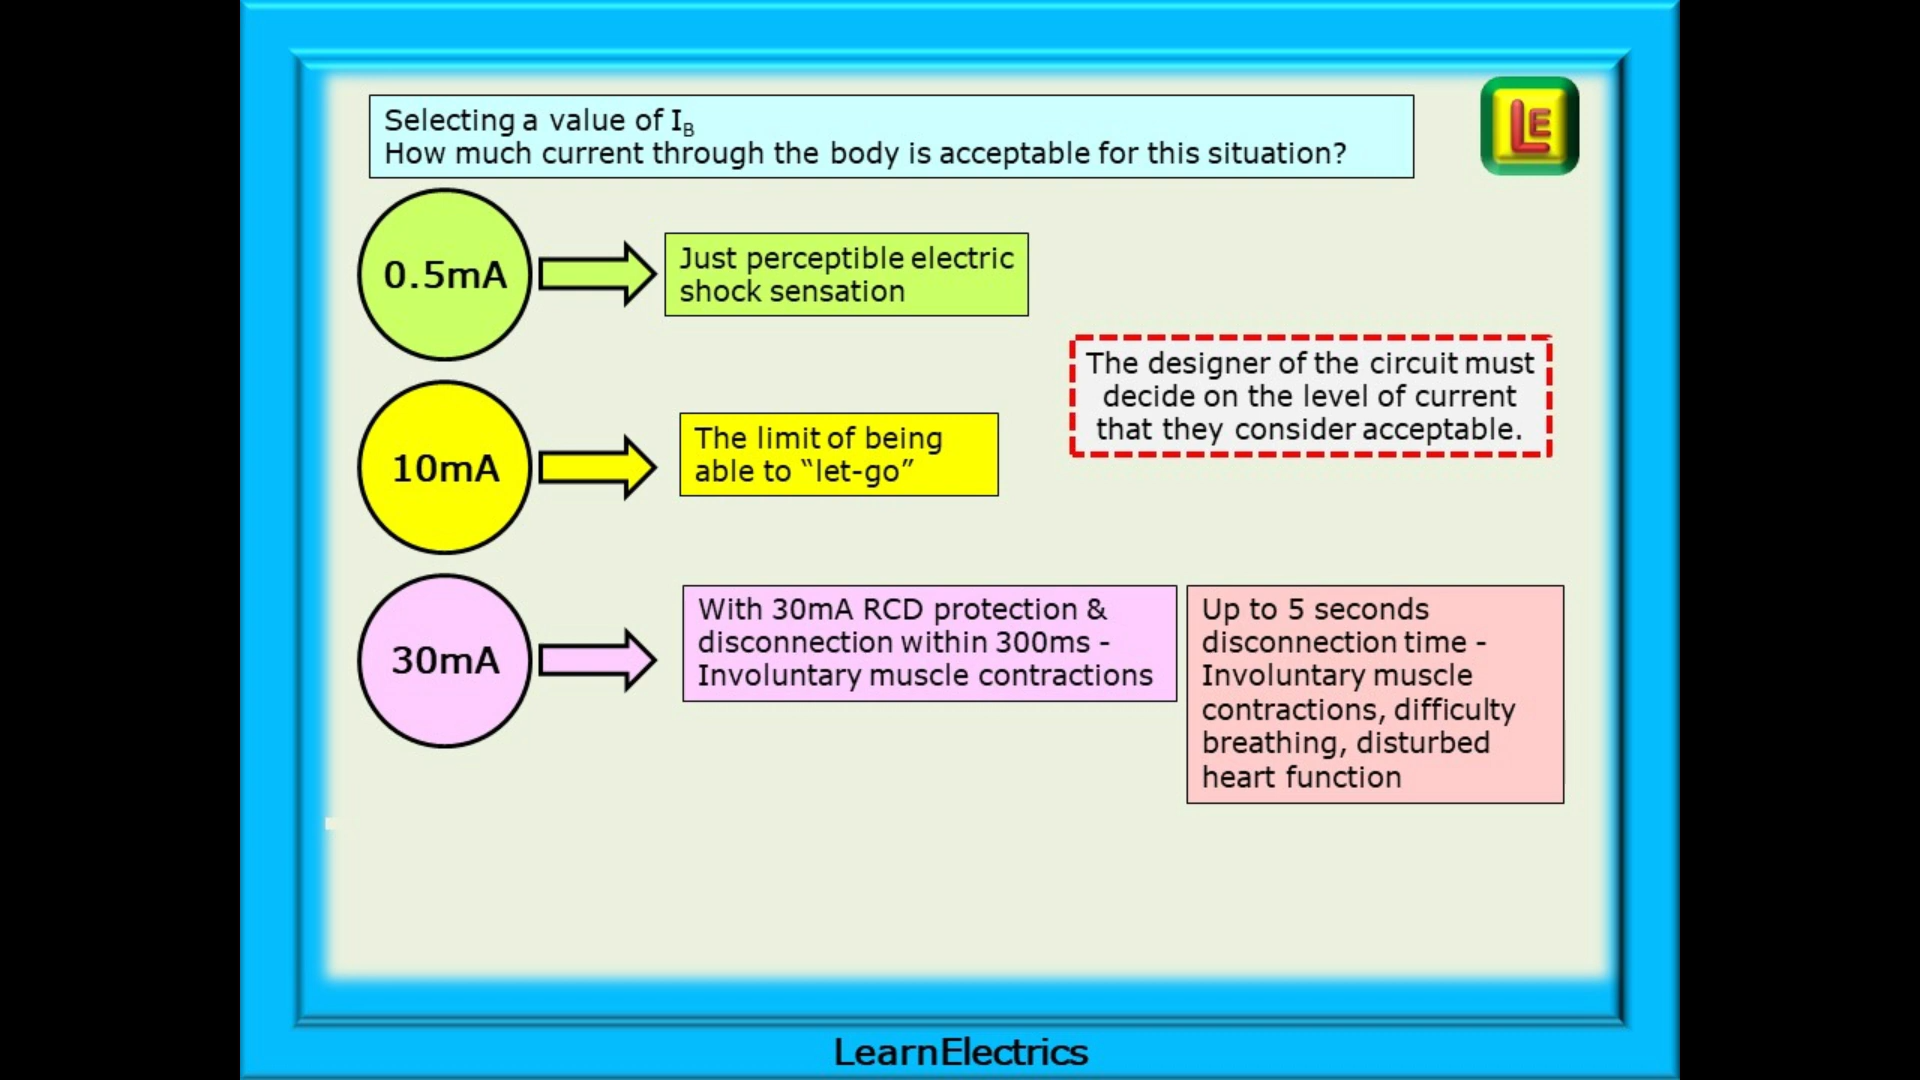 Selecting a value of IB
How much current through the body is acceptable for this situation?
LE
0.5mA
Just perceptible electric
shock sensation
The designer of the circuit must
decide on the level of current
that they consider acceptable.
10mA
The limit of being
able to “let-go”
30mA
With 30mA RCD protection &
disconnection within 300ms -
Involuntary muscle contractions
Up to 5 seconds
disconnection time -
Involuntary muscle
contractions, difficulty
breathing, disturbed
heart function
LearnElectrics